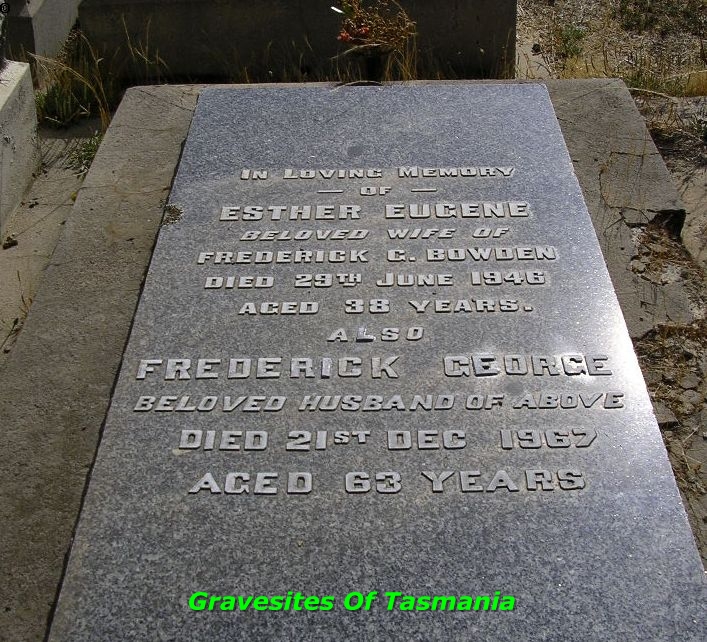 IN LOVING MEMORY
— OF —
ESTHER EUGENE
BELOVED WIFE OF
FREDERICK G. BOWDEN
DIED 29TH JUNE 1946
AGED 38 YEARS.
ALSO
FREDERICK GEORGE
BELOVED HUSBAND OF ABOVE
DIED 21ST DEC 1967
AGED 63 YEARS
Gravesites Of Tasmania